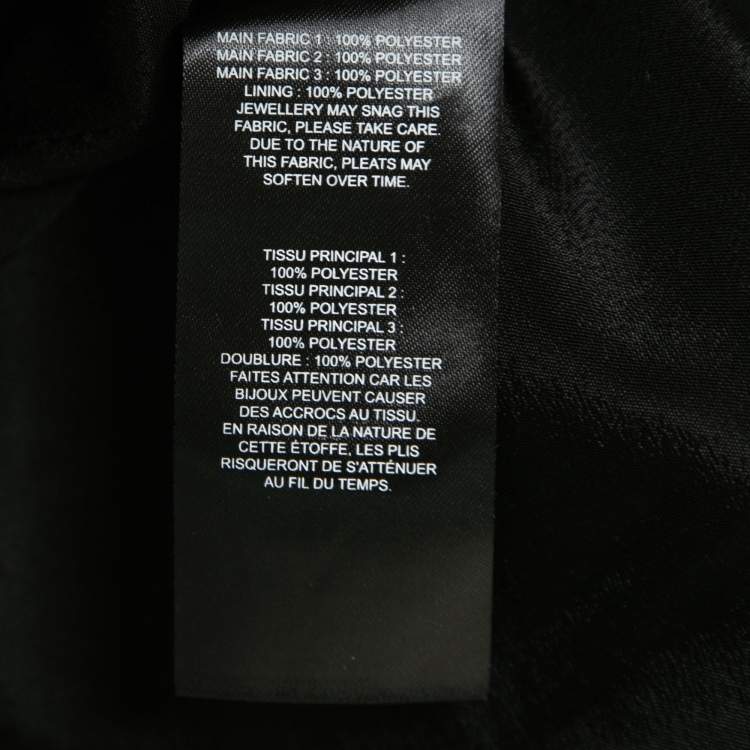 MAIN FABRIC 1 : 100% POLYESTER
MAIN FABRIC 2 : 100% POLYESTER
MAIN FABRIC 3 : 100% POLYESTER
LINING : 100% POLYESTER
JEWELLERY MAY SNAG THIS
FABRIC, PLEASE TAKE CARE.
DUE TO THE NATURE OF
THIS FABRIC, PLEATS MAY
SOFTEN OVER TIME.
TISSU PRINCIPAL 1 :
100% POLYESTER
TISSU PRINCIPAL 2 :
100% POLYESTER
TISSU PRINCIPAL 3 :
100% POLYESTER
DOUBLURE : 100% POLYESTER
FAITES ATTENTION CAR LES
BIJOUX PEUVENT CAUSER
DES ACCROCS AU TISSU.
EN RAISON DE LA NATURE DE
CETTE ÉTOFFE, LES PLIS
RISQUERONT DE S'ATTÉNUER
AU FIL DU TEMPS.